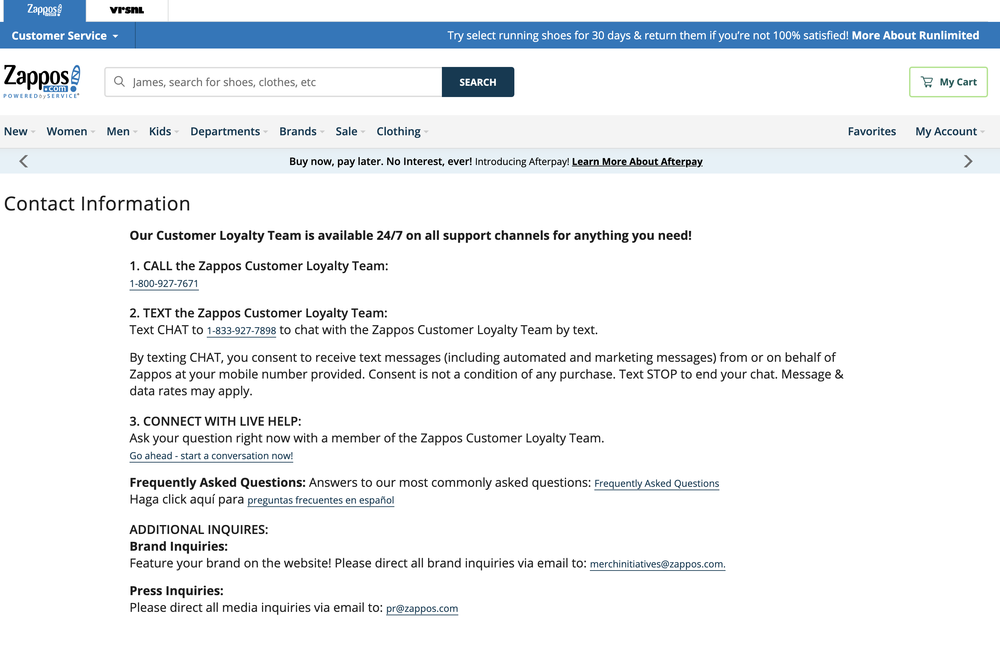 Zappos.com
vrsnl
Customer Service
Try select running shoes for 30 days & return them if you’re not 100% satisfied! More About Runlimited
Zappos.com
POWERED by SERVICE®
James, search for shoes, clothes, etc
SEARCH
My Cart
New Women Men Kids Departments Brands Sale Clothing Favorites My Account
Buy now, pay later. No Interest, ever! Introducing Afterpay! Learn More About Afterpay
Contact Information
Our Customer Loyalty Team is available 24/7 on all support channels for anything you need!
1. CALL the Zappos Customer Loyalty Team:
1-800-927-7671
2. TEXT the Zappos Customer Loyalty Team:
Text CHAT to 1-833-927-7898 to chat with the Zappos Customer Loyalty Team by text.
By texting CHAT, you consent to receive text messages (including automated and marketing messages) from or on behalf of
Zappos at your mobile number provided. Consent is not a condition of any purchase. Text STOP to end your chat. Message &
data rates may apply.
3. CONNECT WITH LIVE HELP:
Ask your question right now with a member of the Zappos Customer Loyalty Team.
Go ahead - start a conversation now!
Frequently Asked Questions: Answers to our most commonly asked questions: Frequently Asked Questions
Haga click aquí para preguntas frecuentes en español
ADDITIONAL INQUIRES:
Brand Inquiries:
Feature your brand on the website! Please direct all brand inquiries via email to: merchinitiatives@zappos.com.
Press Inquiries:
Please direct all media inquiries via email to: pr@zappos.com